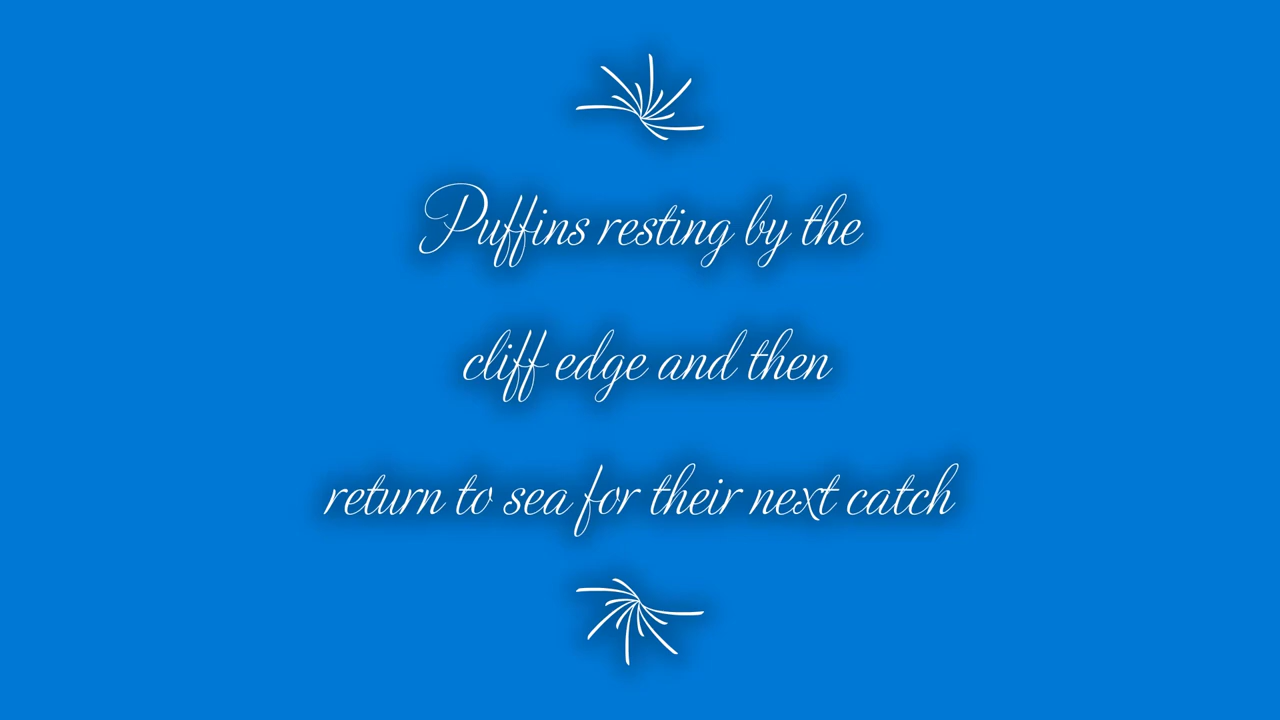 Puffins resting by the
cliff edge and then
return to sea for their next catch